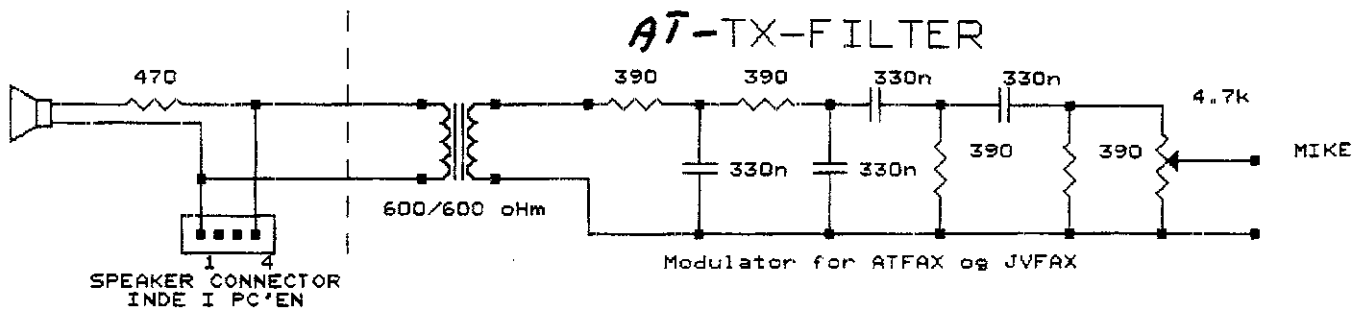 AT-TX-FILTER
470
390
390
330n
330n
4.7k
330n
330n
390
390
MIKE
600/600 oHm
1
4
SPEAKER CONNECTOR
INDE I PC'EN
Modulator for ATFAX og JVFAX